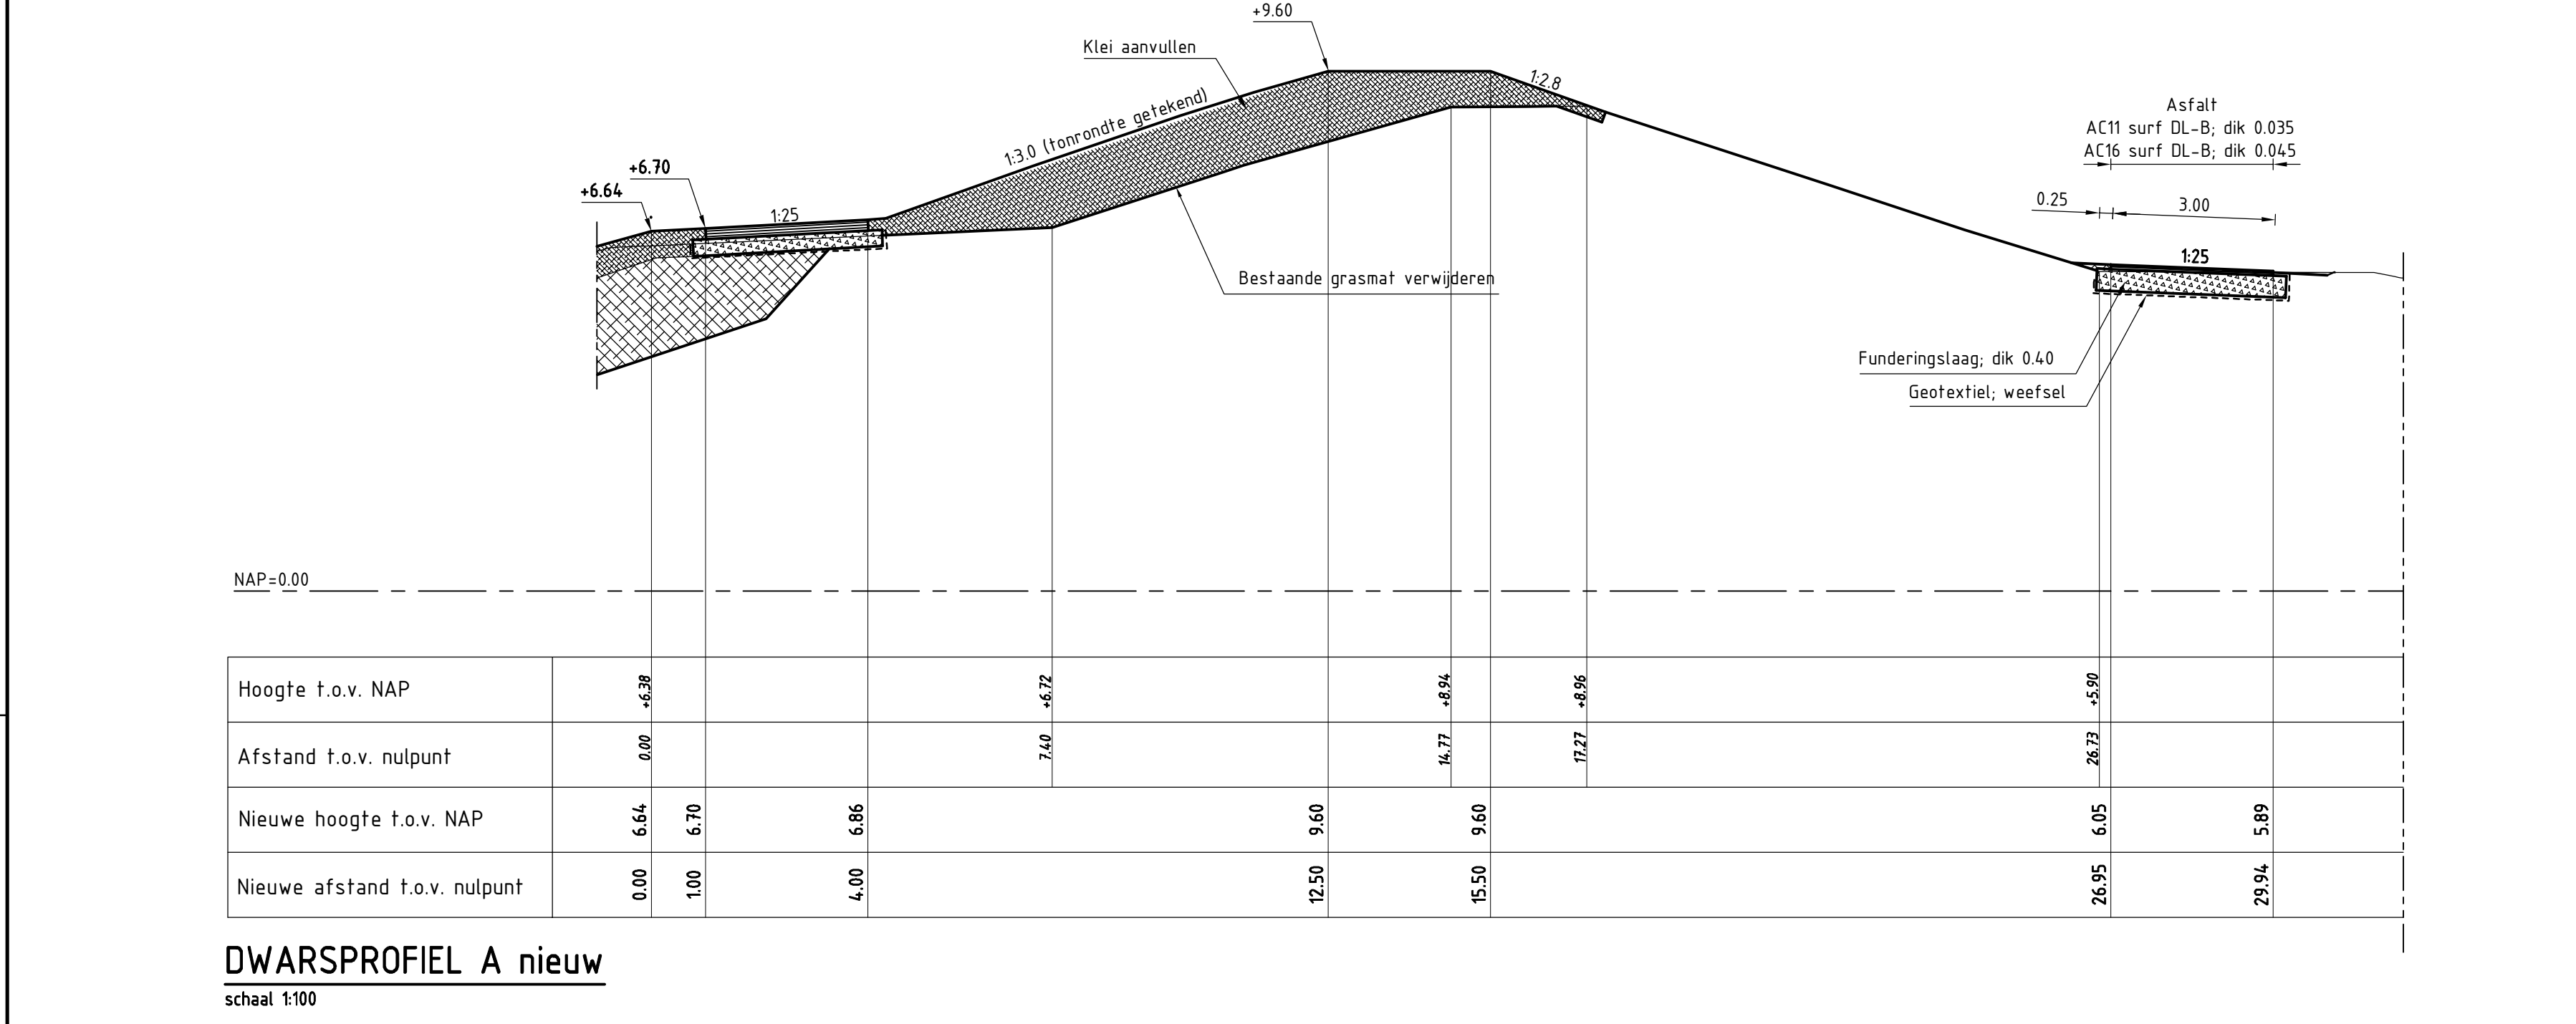 +9.60
Klei aanvullen
1:2.8
1:3.0 (tonrondte getekend)
Asfalt
AC11 surf DL-B; dik 0.035
AC16 surf DL-B; dik 0.045
+6.70
+6.64
1:25
0.25
3.00
1:25
Bestaande grasmat verwijderen
Funderingslaag; dik 0.40
Geotextiel; weefsel
NAP=0.00
Hoogte t.o.v. NAP +6.38 +6.72 +8.94 +8.96 +5.90
Afstand t.o.v. nulpunt 0.00 7.40 14.77 17.27 26.73
Nieuwe hoogte t.o.v. NAP 6.64 6.70 6.86 9.60 9.60 6.05 5.89
Nieuwe afstand t.o.v. nulpunt 0.00 1.00 4.00 12.50 15.50 26.95 29.94
DWARSPROFIEL A nieuw
schaal 1:100